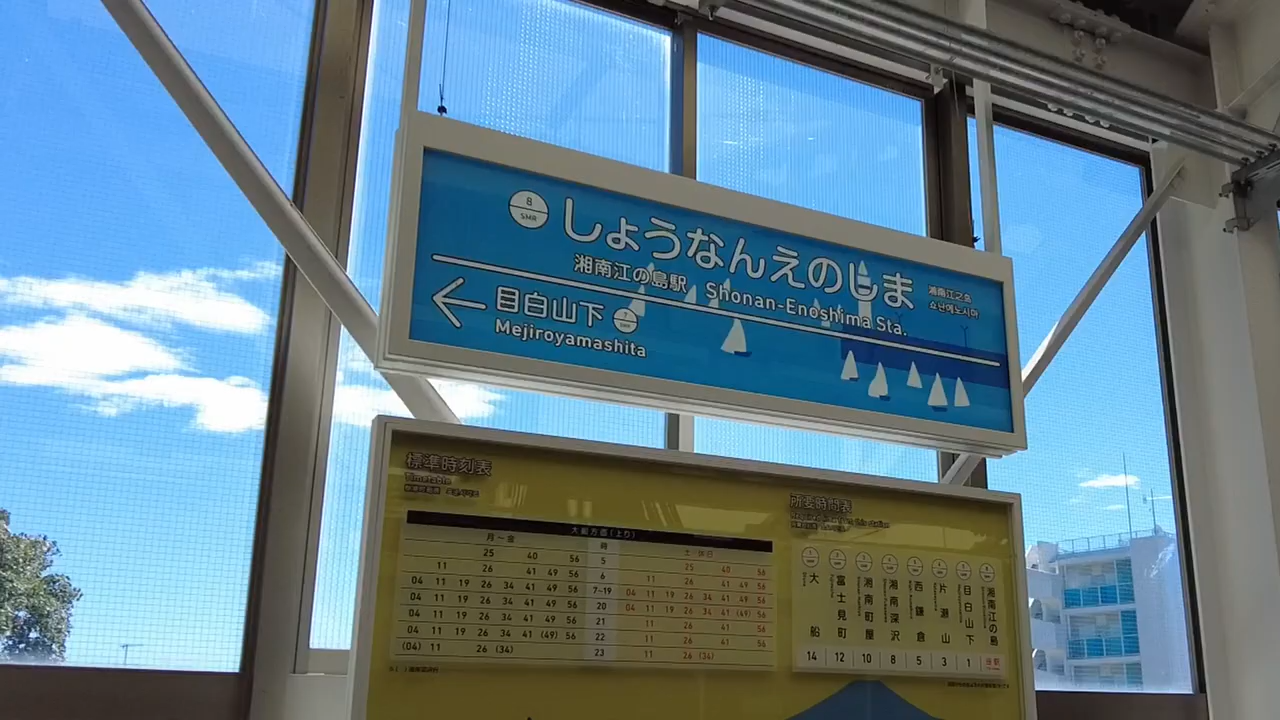 8
SMR
しょうなんえのしま
湘南江の島駅 Shonan-Enoshima Sta.
湘南江之岛
쇼난에노시마
目白山下 7 SMR
Mejiroyamashita
標準時刻表
Timetable
大船方面(上り)
月～金 時 土・休日
25 40 56 5 25 40 56
11 26 41 49 56 6 11 26 41 49 56
04 11 19 26 34 41 49 56 7~19 04 11 19 26 34 41 49 56
04 11 19 26 34 41 49 56 20 04 11 19 26 34 41 (49) 56
04 11 19 26 34 41 49 56 21 11 26 41 56
04 11 19 26 34 41 (49) 56 22 11 26 41 56
(04) 11 26 (34) 23 11 26 (34)
所要時間表
大船 富士見町 湘南町屋 湘南深沢 西鎌倉 片瀬山 目白山下 湘南江の島
14 12 10 8 5 3 1 当駅